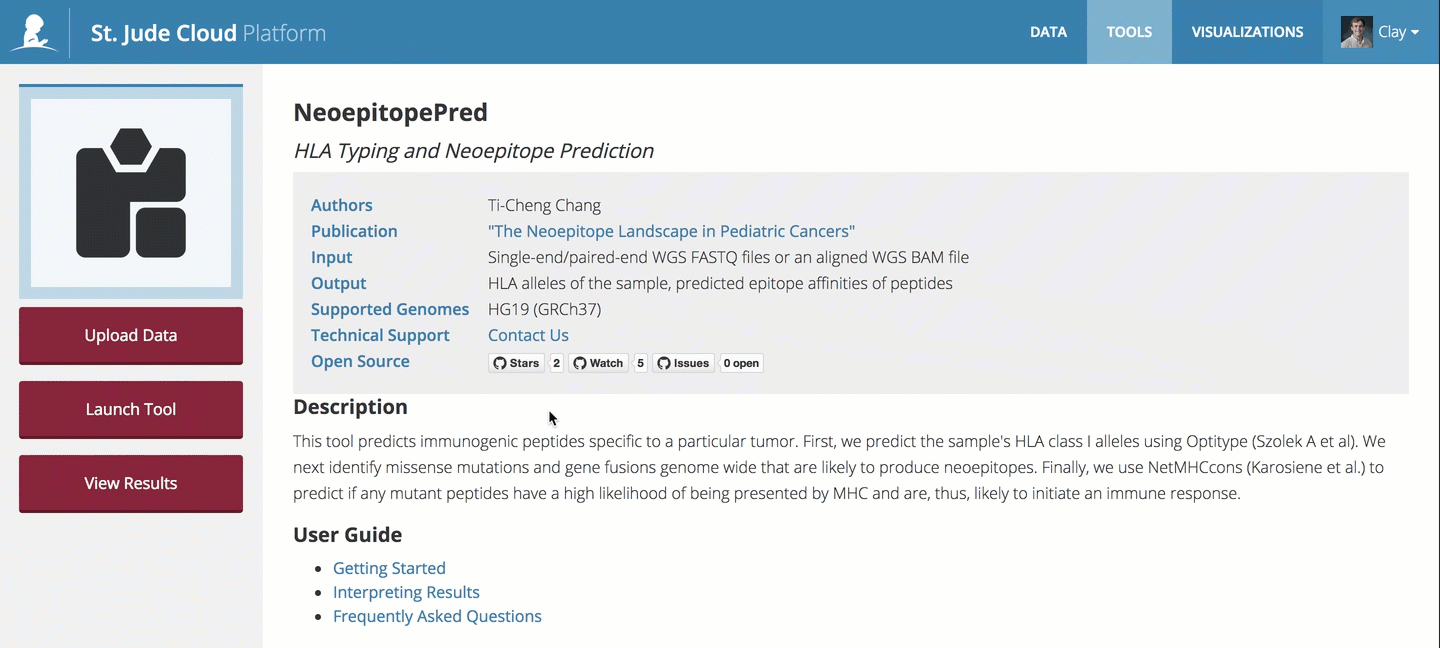 St. Jude Cloud Platform
DATA
TOOLS
VISUALIZATIONS
Clay
Upload Data
Launch Tool
View Results
NeoepitopePred
HLA Typing and Neoepitope Prediction
Authors Ti-Cheng Chang
Publication "The Neoepitope Landscape in Pediatric Cancers"
Input Single-end/paired-end WGS FASTQ files or an aligned WGS BAM file
Output HLA alleles of the sample, predicted epitope affinities of peptides
Supported Genomes HG19 (GRCh37)
Technical Support Contact Us
Open Source Stars 2 Watch 5 Issues 0 open
Description
This tool predicts immunogenic peptides specific to a particular tumor. First, we predict the sample's HLA class I alleles using Optitype (Szolek A et al). We
next identify missense mutations and gene fusions genome wide that are likely to produce neoepitopes. Finally, we use NetMHCcons (Karosiene et al.) to
predict if any mutant peptides have a high likelihood of being presented by MHC and are, thus, likely to initiate an immune response.
User Guide
• Getting Started
• Interpreting Results
• Frequently Asked Questions